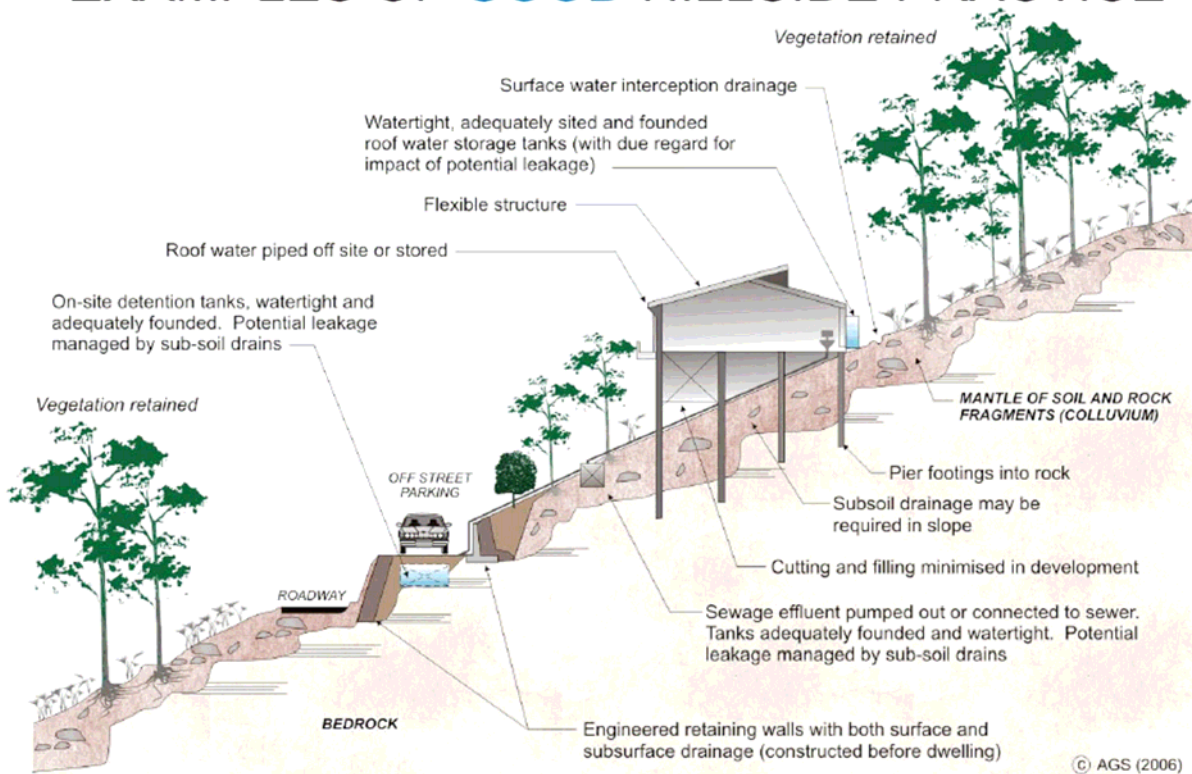 EXAMPLES OF GOOD HILLSIDE PRACTICE
Vegetation retained
Surface water interception drainage
Watertight, adequately sited and founded
roof water storage tanks (with due regard for
impact of potential leakage)
Flexible structure
Roof water piped off site or stored
On-site detention tanks, watertight and
adequately founded. Potential leakage
managed by sub-soil drains
Vegetation retained
MANTLE OF SOIL AND ROCK
FRAGMENTS (COLLUVIUM)
OFF STREET
PARKING
Pier footings into rock
Subsoil drainage may be
required in slope
Cutting and filling minimised in development
ROADWAY
Sewage effluent pumped out or connected to sewer.
Tanks adequately founded and watertight. Potential
leakage managed by sub-soil drains
BEDROCK
Engineered retaining walls with both surface and
subsurface drainage (constructed before dwelling)
© AGS (2006)